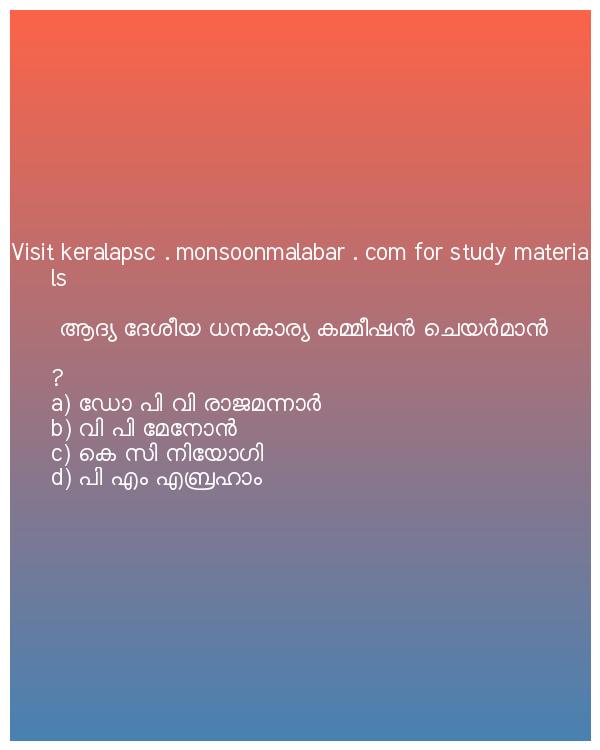 Visit keralapsc . monsoonmalabar . com for study materia
ls
ആദ്യ ദേശീയ ധനകാര്യ കമ്മീഷൻ ചെയർമാൻ
?
a) ഡോ പി വി രാജമന്നാർ
b) വി പി മേനോൻ
c) കെ സി നിയോഗി
d) പി എം എബ്രഹാം